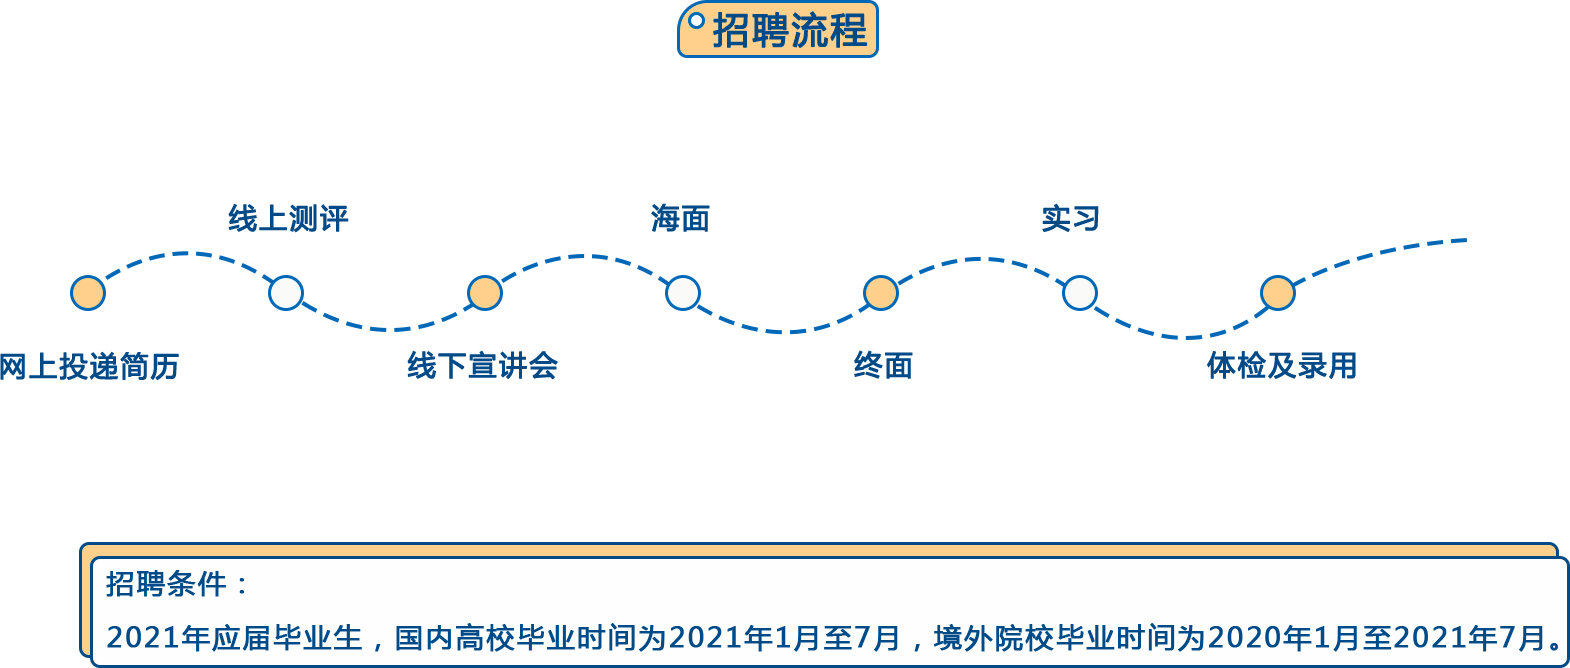 招聘流程
线上测评
海面
实习
网上投递简历
线下宣讲会
终面
体检及录用
招聘条件：
2021年应届毕业生，国内高校毕业时间为2021年1月至7月，境外院校毕业时间为2020年1月至2021年7月。